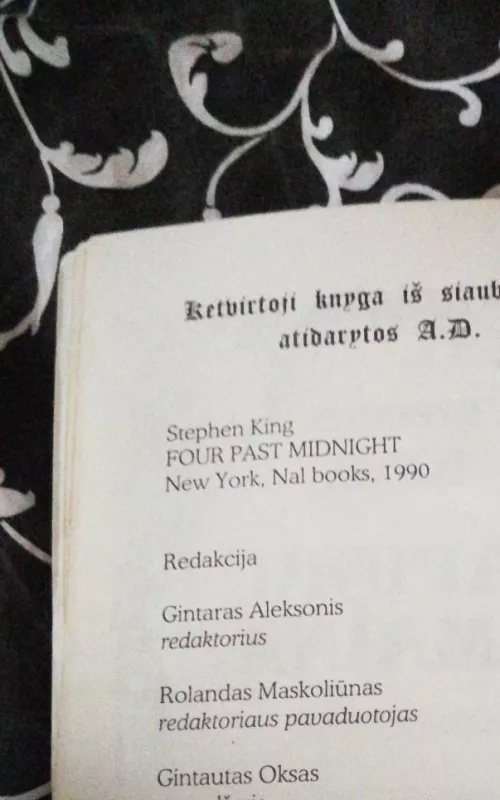 Ketvirtoji knyga iš siaub
atidarytos A.D.
Stephen King
FOUR PAST MIDNIGHT
New York, Nal books, 1990
Redakcija
Gintaras Aleksonis
redaktorius
Rolandas Maskoliūnas
redaktoriaus pavaduotojas
Gintautas Oksas